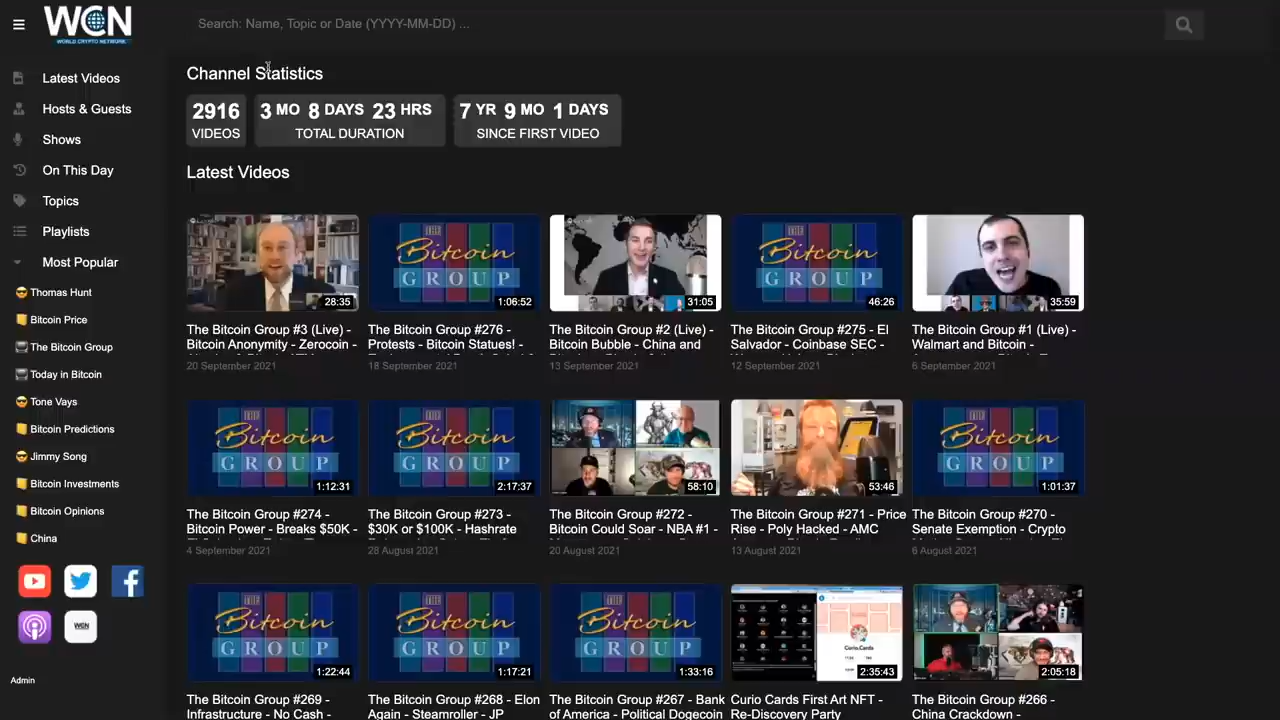 WCN
WORLD CRYPTO NETWORK
Search: Name, Topic or Date (YYYY-MM-DD) ...
Latest Videos
Hosts & Guests
Shows
On This Day
Topics
Playlists
Most Popular
Thomas Hunt
Bitcoin Price
The Bitcoin Group
Today in Bitcoin
Tone Vays
Bitcoin Predictions
Jimmy Song
Bitcoin Investments
Bitcoin Opinions
China
WCN
Admin
Channel Statistics
2916
VIDEOS
3 MO 8 DAYS 23 HRS
TOTAL DURATION
7 YR 9 MO 1 DAYS
SINCE FIRST VIDEO
Latest Videos
28:35
The Bitcoin Group #3 (Live) -
Bitcoin Anonymity - Zerocoin -
20 September 2021
THE
Bitcoin
GROUP
1:06:52
The Bitcoin Group #276 -
Protests - Bitcoin Statues! -
18 September 2021
31:05
The Bitcoin Group #2 (Live) -
Bitcoin Bubble - China and
13 September 2021
THE
Bitcoin
GROUP
46:26
The Bitcoin Group #275 - El
Salvador - Coinbase SEC -
12 September 2021
35:59
The Bitcoin Group #1 (Live) -
Walmart and Bitcoin -
6 September 2021
THE
Bitcoin
GROUP
1:12:31
The Bitcoin Group #274 -
Bitcoin Power - Breaks $50K -
4 September 2021
THE
Bitcoin
GROUP
2:17:37
The Bitcoin Group #273 -
$30K or $100K - Hashrate
28 August 2021
58:10
The Bitcoin Group #272 -
Bitcoin Could Soar - NBA #1 -
20 August 2021
53:46
The Bitcoin Group #271 - Price
Rise - Poly Hacked - AMC
13 August 2021
THE
Bitcoin
GROUP
1:01:37
The Bitcoin Group #270 -
Senate Exemption - Crypto
6 August 2021
THE
Bitcoin
GROUP
1:22:44
The Bitcoin Group #269 -
Infrastructure - No Cash -
THE
Bitcoin
GROUP
1:17:21
The Bitcoin Group #268 - Elon
Again - Steamroller - JP
THE
Bitcoin
GROUP
1:33:16
The Bitcoin Group #267 - Bank
of America - Political Dogecoin
Curio.Cards
2:35:43
Curio Cards First Art NFT -
Re-Discovery Party
2:05:18
The Bitcoin Group #266 -
China Crackdown -